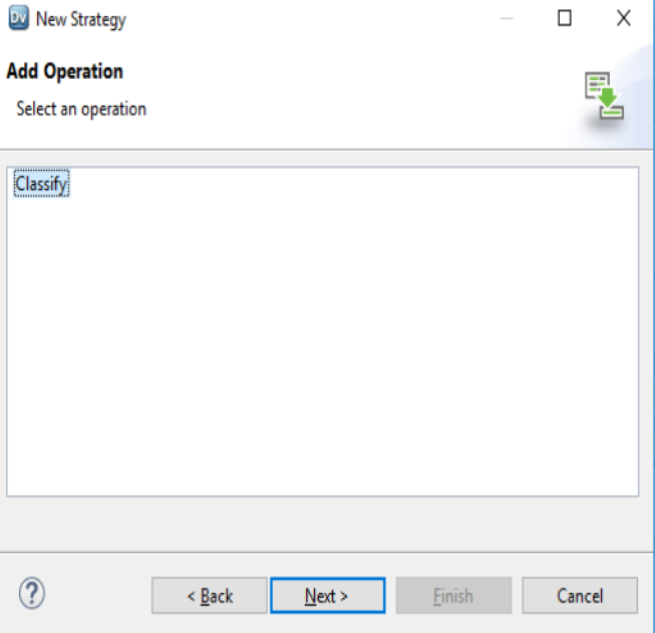 Dv New Strategy
Add Operation
Select an operation
Classify
?
< Back Next > Finish Cancel